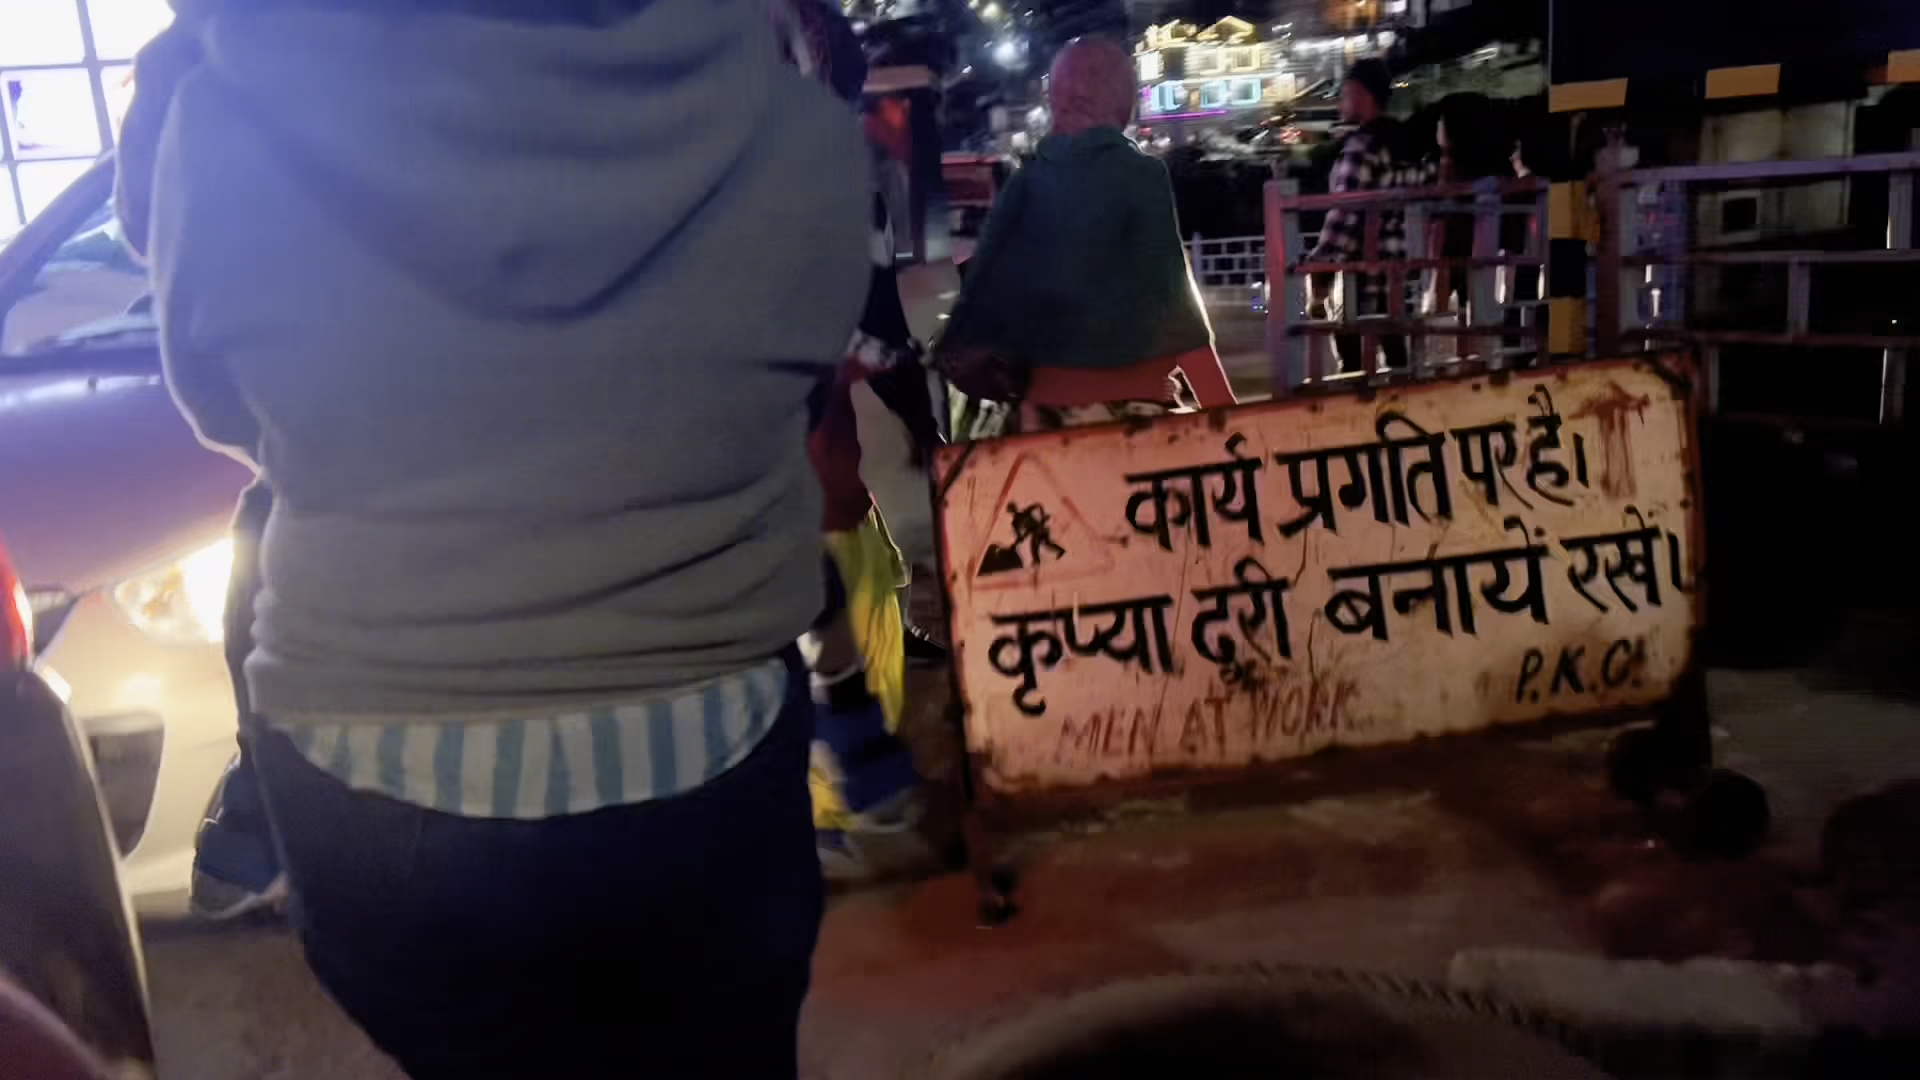 कार्य प्रगति पर है।
कृप्या दूरी बनायें रखें।
P.K.C.
MEN AT WORK